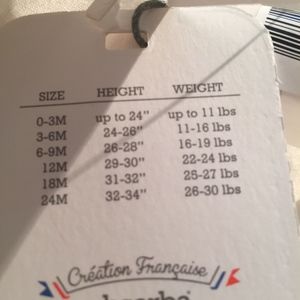 SIZE HEIGHT WEIGHT
0-3M up to 24" up to 11 lbs
3-6M 24-26" 11-16 lbs
6-9M 26-28" 16-19 lbs
12M 29-30" 22-24 lbs
18M 31-32" 25-27 lbs
24M 32-34" 26-30 lbs
Création Française